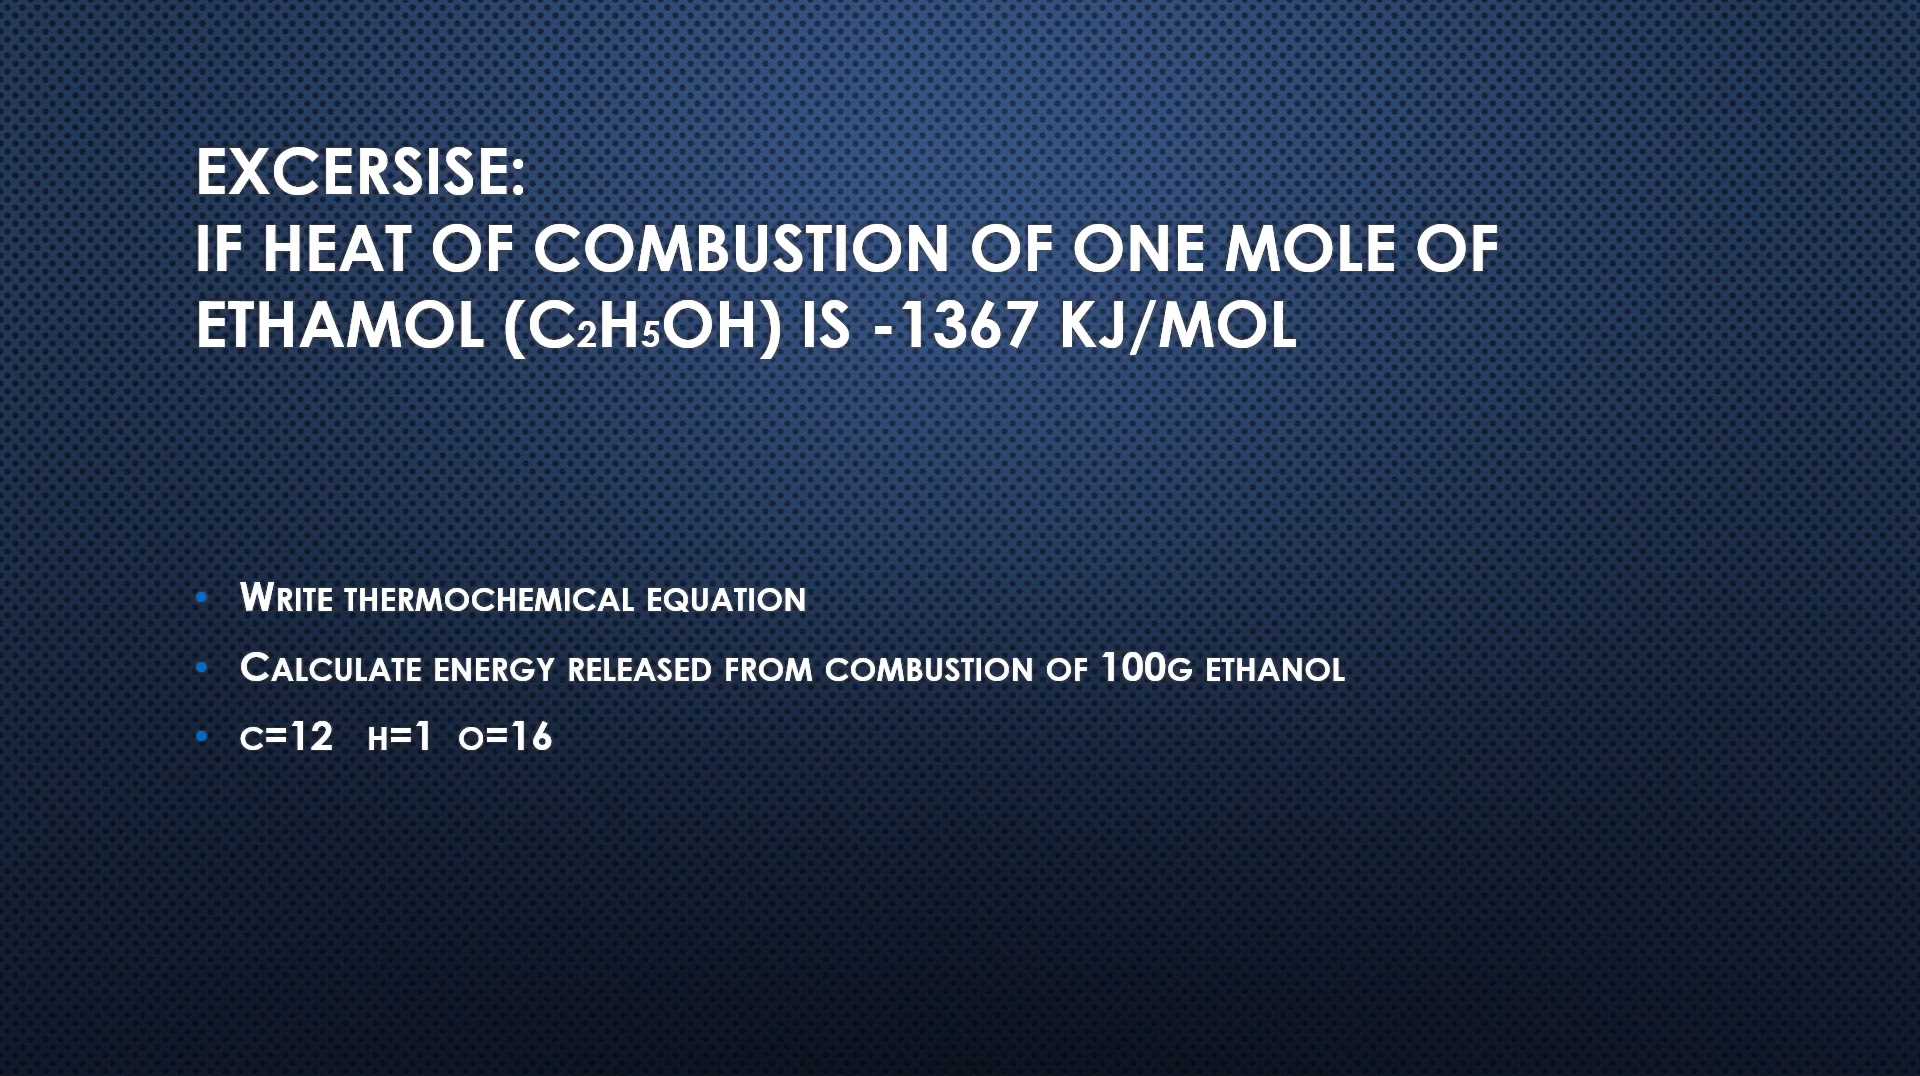 EXCERSISE:
IF HEAT OF COMBUSTION OF ONE MOLE OF
ETHAMOL (C₂H₅OH) IS -1367 KJ/MOL
• WRITE THERMOCHEMICAL EQUATION
• CALCULATE ENERGY RELEASED FROM COMBUSTION OF 100G ETHANOL
• C=12 H=1 O=16